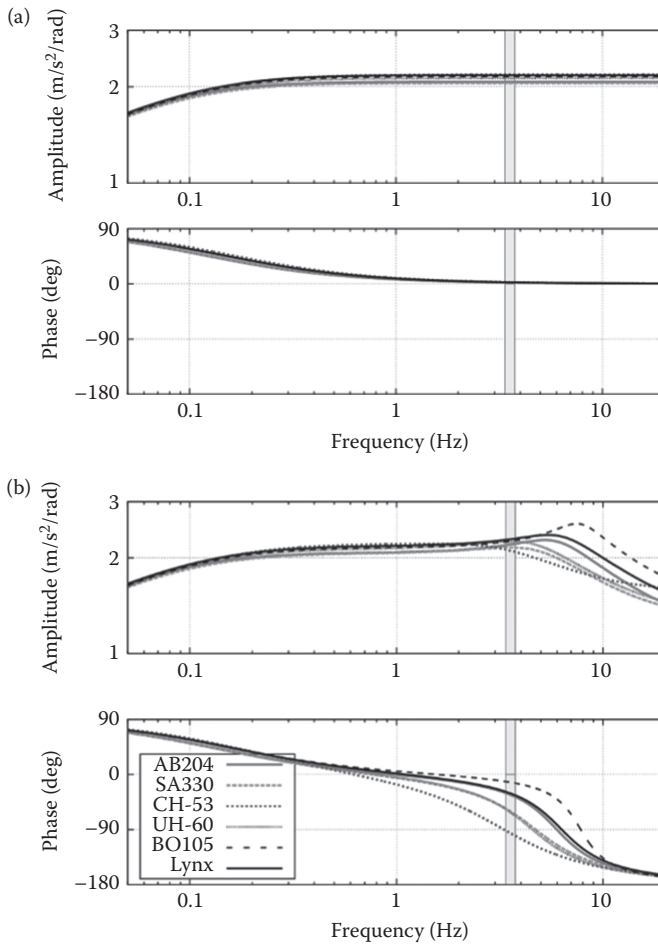 (a)
3
2
1
Amplitude (m/s²/rad)
0.1
1
10
90
0
−90
−180
Phase (deg)
0.1
1
10
Frequency (Hz)
(b)
3
2
1
Amplitude (m/s²/rad)
0.1
1
10
90
0
−90
−180
Phase (deg)
AB204
SA330
CH-53
UH-60
BO105
Lynx
0.1
1
10
Frequency (Hz)